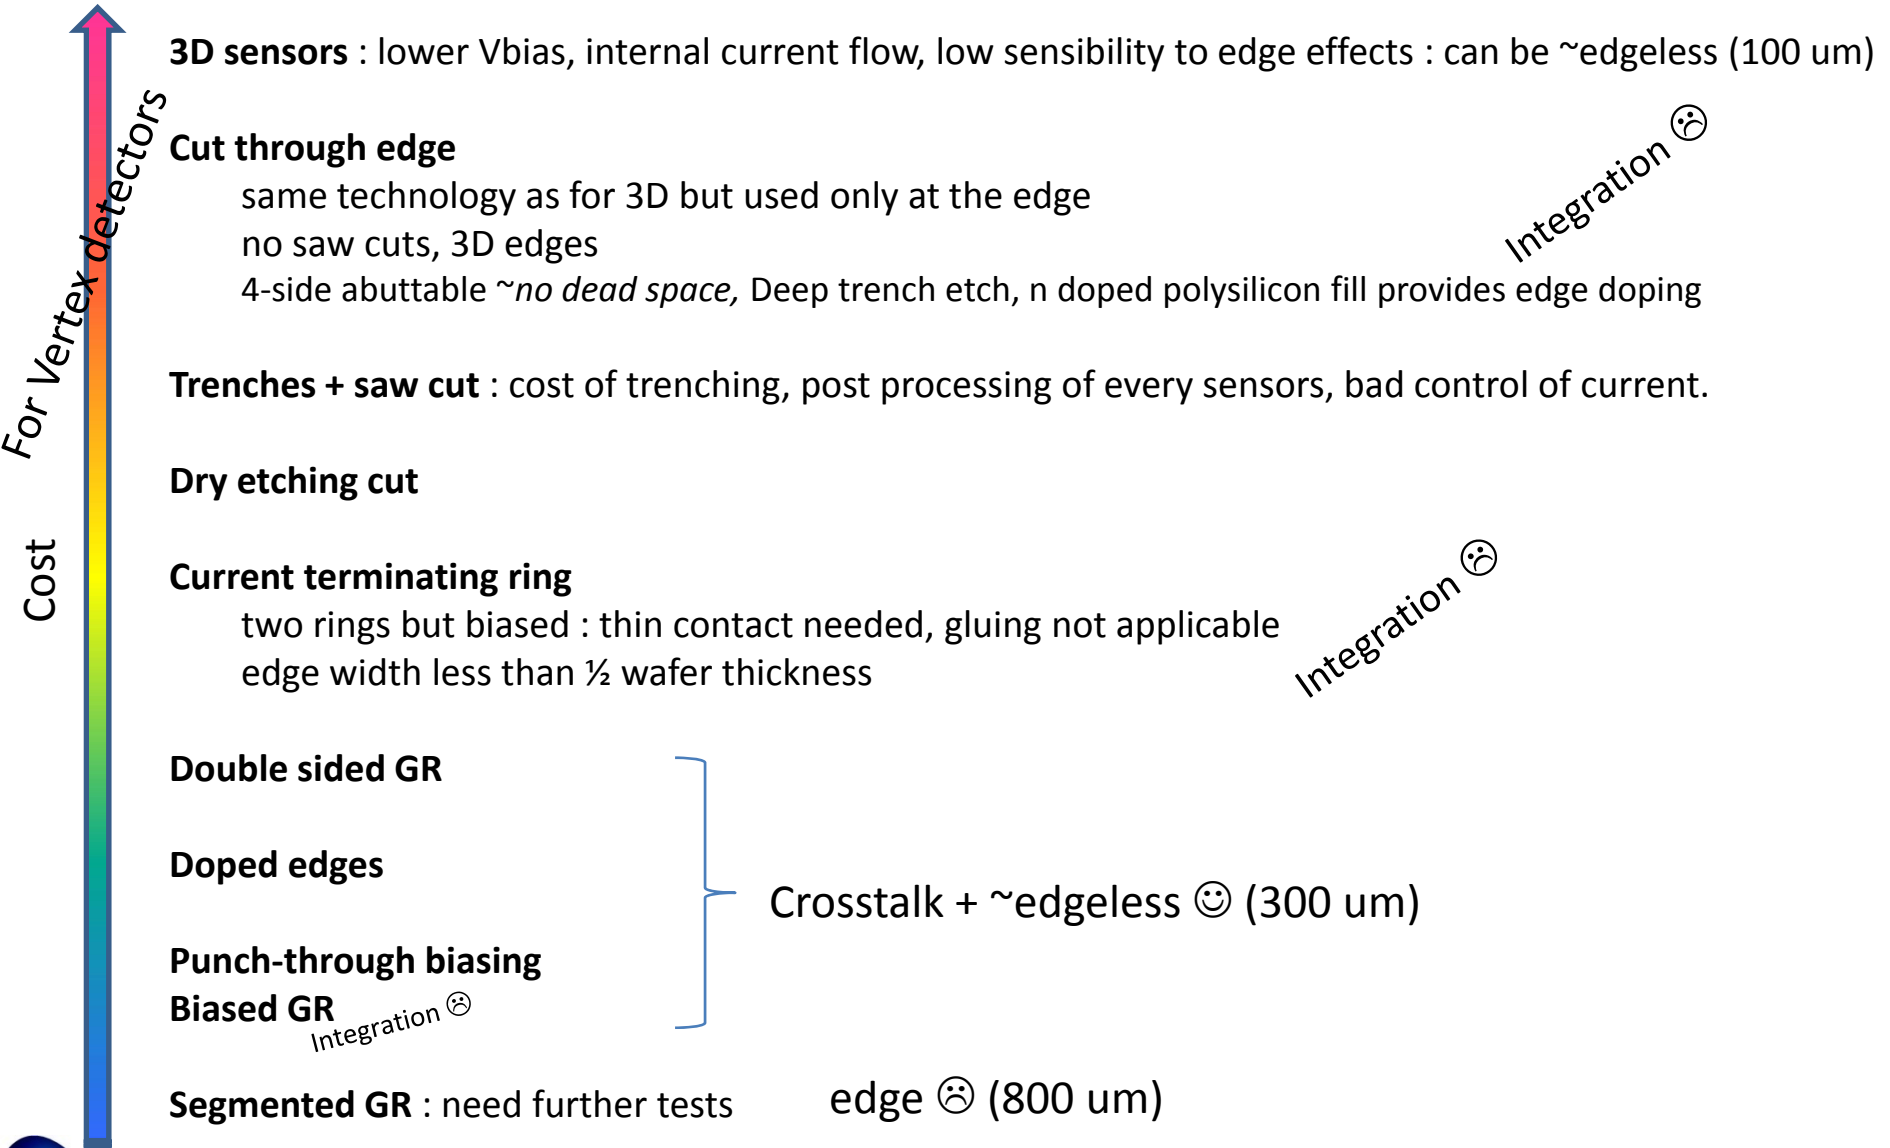 3D sensors : lower Vbias, internal current flow, low sensibility to edge effects : can be ~edgeless (100 um)
For Vertex detectors
Cut through edge
Integration ☹
same technology as for 3D but used only at the edge
no saw cuts, 3D edges
4-side abuttable ~no dead space, Deep trench etch, n doped polysilicon fill provides edge doping
Trenches + saw cut : cost of trenching, post processing of every sensors, bad control of current.
Dry etching cut
Cost
Current terminating ring
Integration ☹
two rings but biased : thin contact needed, gluing not applicable
edge width less than ½ wafer thickness
Double sided GR
Doped edges
Crosstalk + ~edgeless ☺ (300 um)
Punch-through biasing
Biased GR
Integration ☹
Segmented GR : need further tests
edge ☹ (800 um)